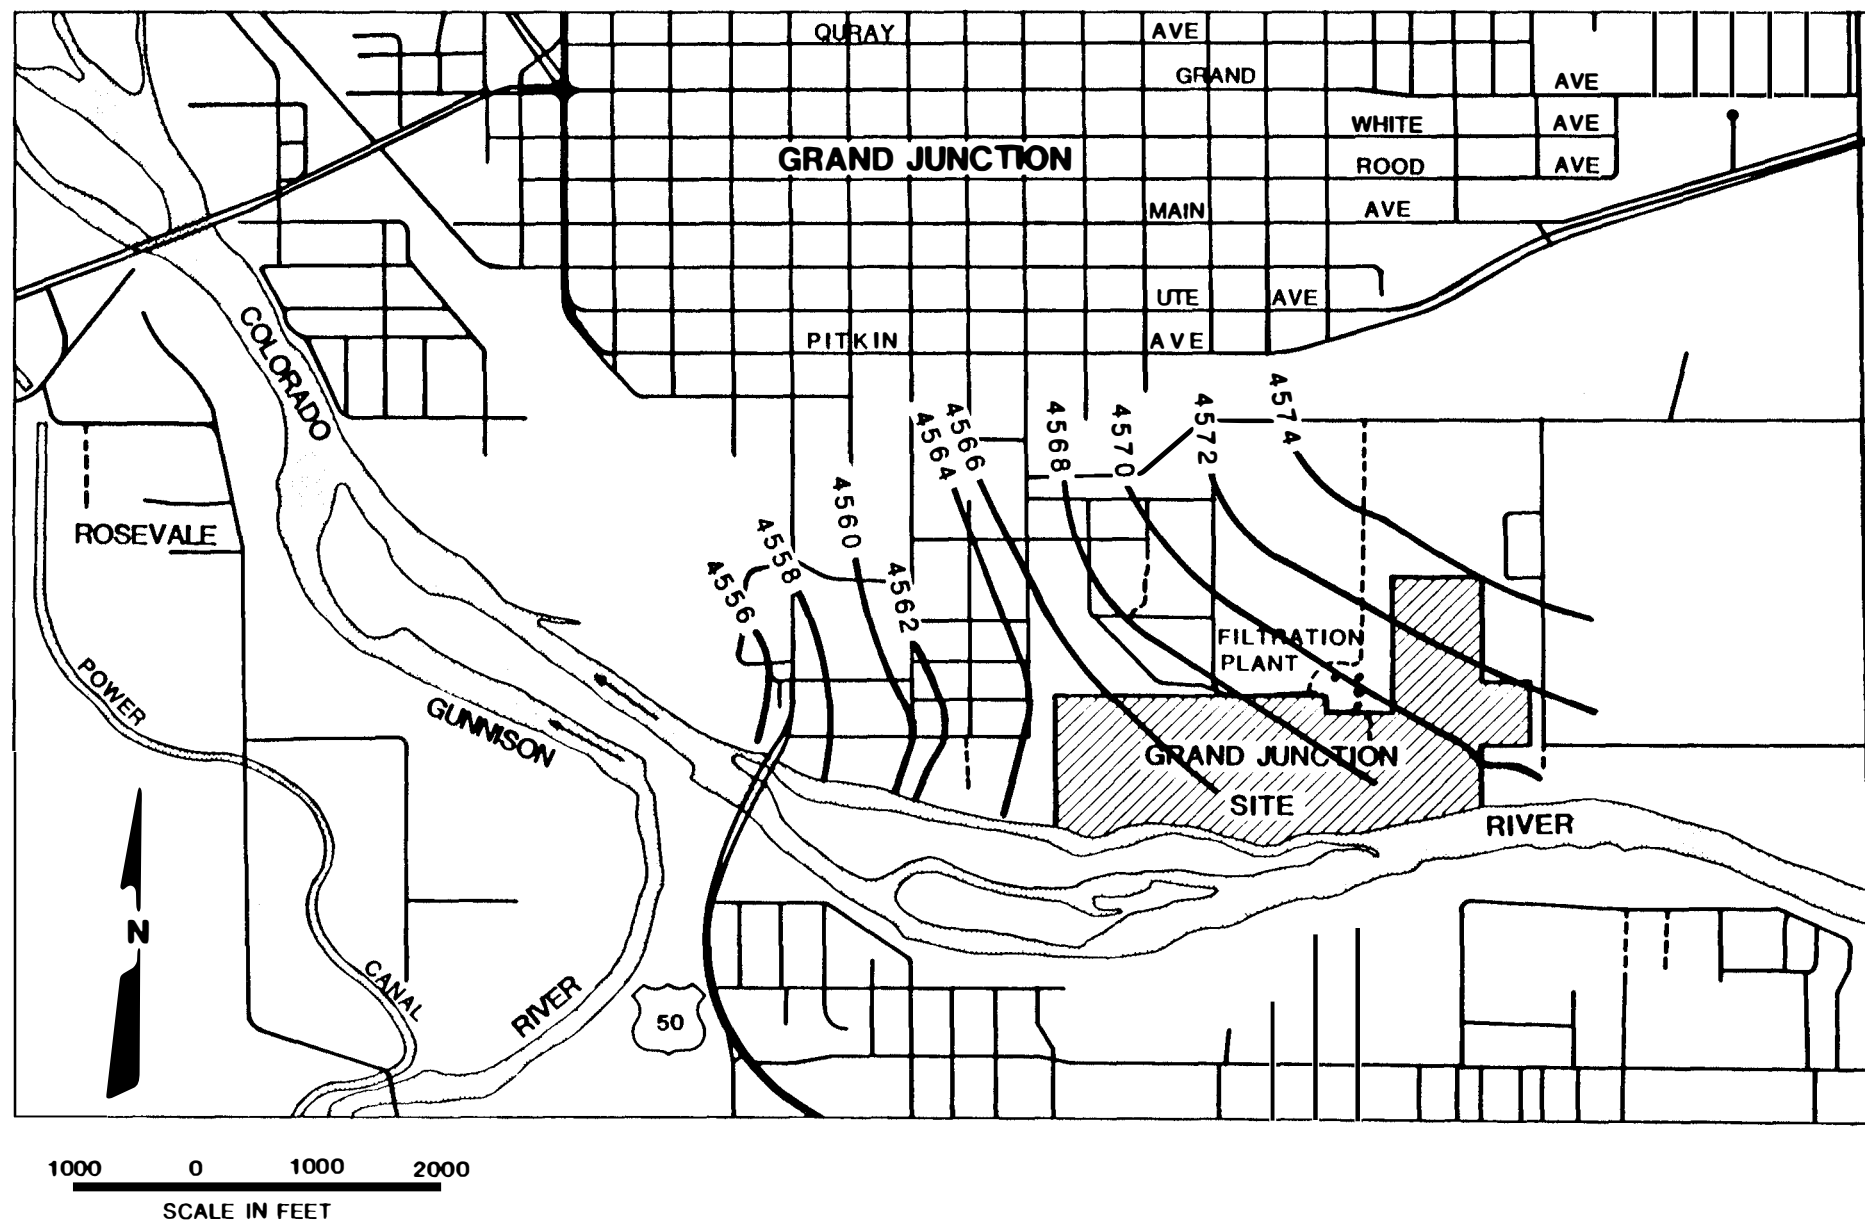 QURAY AVE
GRAND AVE
WHITE AVE
GRAND JUNCTION
ROOD AVE
MAIN AVE
UTE AVE
COLORADO
PITKIN AVE
4574
4572
4570
4568
4566
4564
4560
4558
4562
4556
ROSEVALE
FILTRATION
PLANT
POWER
GUNNISON
GRAND JUNCTION
SITE
RIVER
N
CANAL
RIVER
50
1000 0 1000 2000
SCALE IN FEET